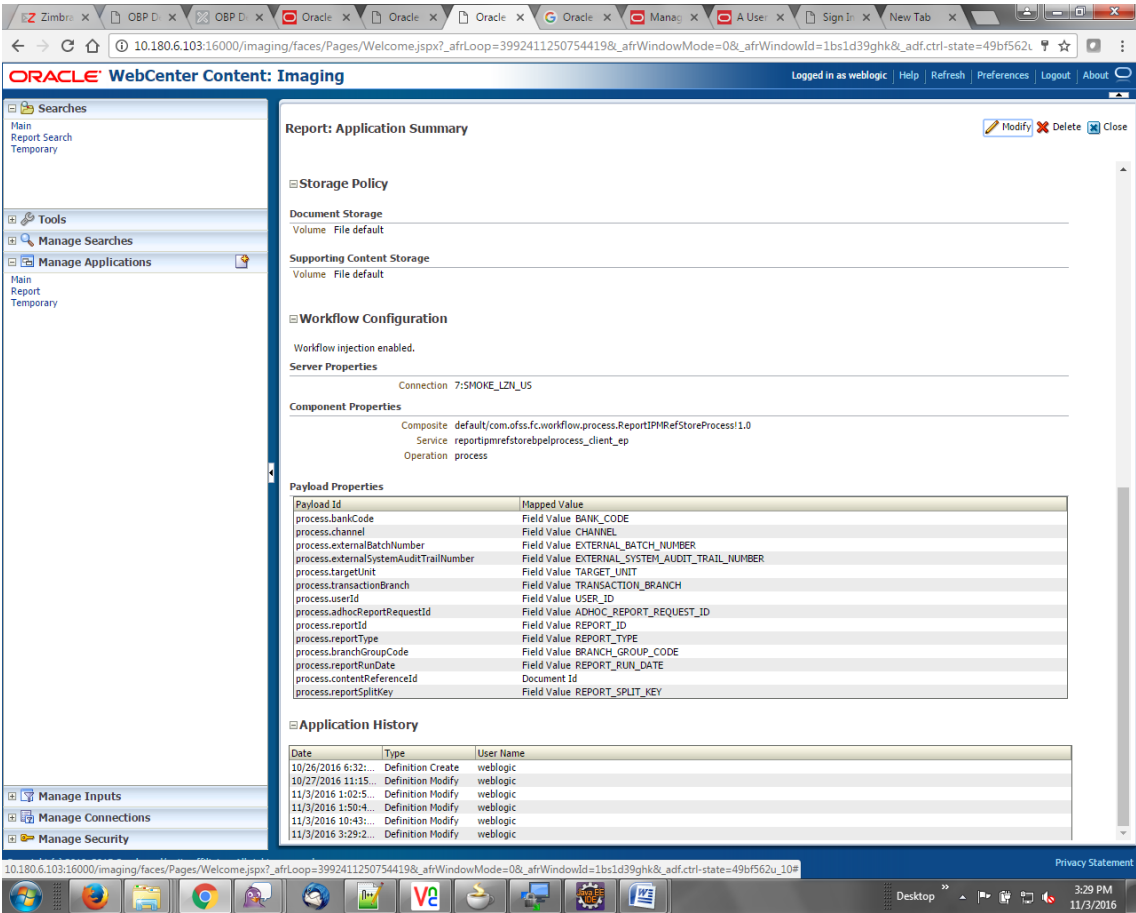 Zimbra
OBP D
OBP D
Oracle
Oracle
Oracle
Oracle
Manag
A User
Sign In
New Tab
10.180.6.103:16000/imaging/faces/Pages/Welcome.jspx?_afrLoop=3992411250754419&_afrWindowMode=0&_afrWindowId=1bs1d39ghk&_adf.ctrl-state=49bf562u
ORACLE WebCenter Content: Imaging
Logged in as weblogic Help Refresh Preferences Logout About
Searches
Main
Report Search
Temporary
Tools
Manage Searches
Manage Applications
Main
Report
Temporary
Manage Inputs
Manage Connections
Manage Security
Report: Application Summary
Modify Delete Close
Storage Policy
Document Storage
Volume File default
Supporting Content Storage
Volume File default
Workflow Configuration
Workflow injection enabled.
Server Properties
Connection 7:SMOKE_LZN_US
Component Properties
Composite default/com.ofss.fc.workflow.process.ReportIPMRefStoreProcess!1.0
Service reportipmrefstorebpelprocess_client_ep
Operation process
Payload Properties
Payload Id Mapped Value
process.bankCode Field Value BANK_CODE
process.channel Field Value CHANNEL
process.externalBatchNumber Field Value EXTERNAL_BATCH_NUMBER
process.externalSystemAuditTrailNumber Field Value EXTERNAL_SYSTEM_AUDIT_TRAIL_NUMBER
process.targetUnit Field Value TARGET_UNIT
process.transactionBranch Field Value TRANSACTION_BRANCH
process.userId Field Value USER_ID
process.adhocReportRequestId Field Value ADHOC_REPORT_REQUEST_ID
process.reportId Field Value REPORT_ID
process.reportType Field Value REPORT_TYPE
process.branchGroupCode Field Value BRANCH_GROUP_CODE
process.reportRunDate Field Value REPORT_RUN_DATE
process.contentReferenceId Document Id
process.reportSplitKey Field Value REPORT_SPLIT_KEY
Application History
Date Type User Name
10/26/2016 6:32:... Definition Create weblogic
10/27/2016 11:15... Definition Modify weblogic
11/3/2016 1:02:5... Definition Modify weblogic
11/3/2016 1:50:4... Definition Modify weblogic
11/3/2016 10:43:... Definition Modify weblogic
11/3/2016 3:29:2... Definition Modify weblogic
Privacy Statement
10.180.6.103:16000/imaging/faces/Pages/Welcome.jspx?_afrLoop=3992411250754419&_afrWindowMode=0&_afrWindowId=1bs1d39ghk&_adf.ctrl-state=49bf562u_10#
Desktop
3:29 PM
11/3/2016